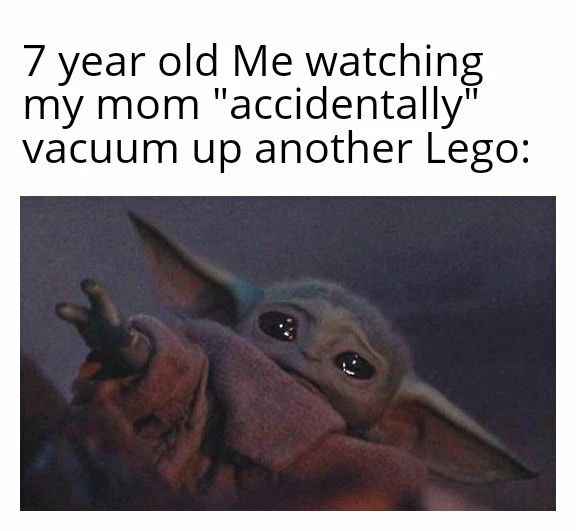 7 year old Me watching
my mom "accidentally"
vacuum up another Lego: